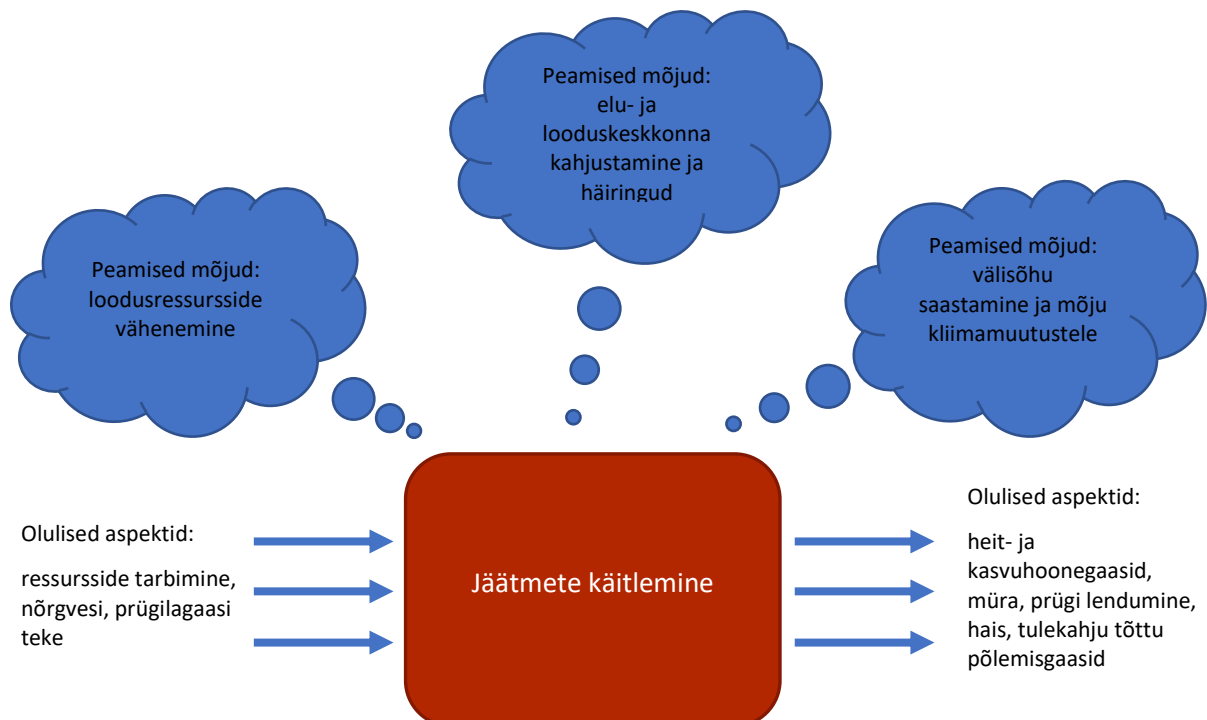 Peamised mõjud:
elu- ja
looduskeskkonna
kahjustamine ja
häiringud
Peamised mõjud:
loodusressursside
vähenemine
Peamised mõjud:
välisõhu
saastamine ja mõju
kliimamuutustele
Olulised aspektid:
ressursside tarbimine,
nõrgvesi, prügilagaasi
teke
Jäätmete käitlemine
Olulised aspektid:
heit- ja
kasvuhoonegaasid,
müra, prügi lendumine,
hais, tulekahju tõttu
põlemisgaasid